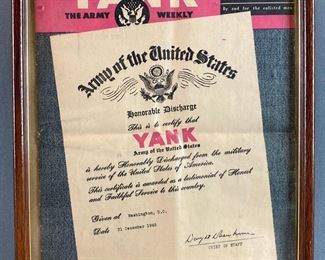 YANK
THE ARMY WEEKLY
By and for the enlisted men
Army of the United States
Honorable Discharge
This is to certify that
YANK
Army of the United States
is hereby Honorably Discharged from the military
service of the United States of America.
This certificate is awarded as a testimonial of Honest
and Faithful Service to this country.
Given at Washington, D.C.
Date 31 December 1945
Dwight D Eisenhower
CHIEF OF STAFF